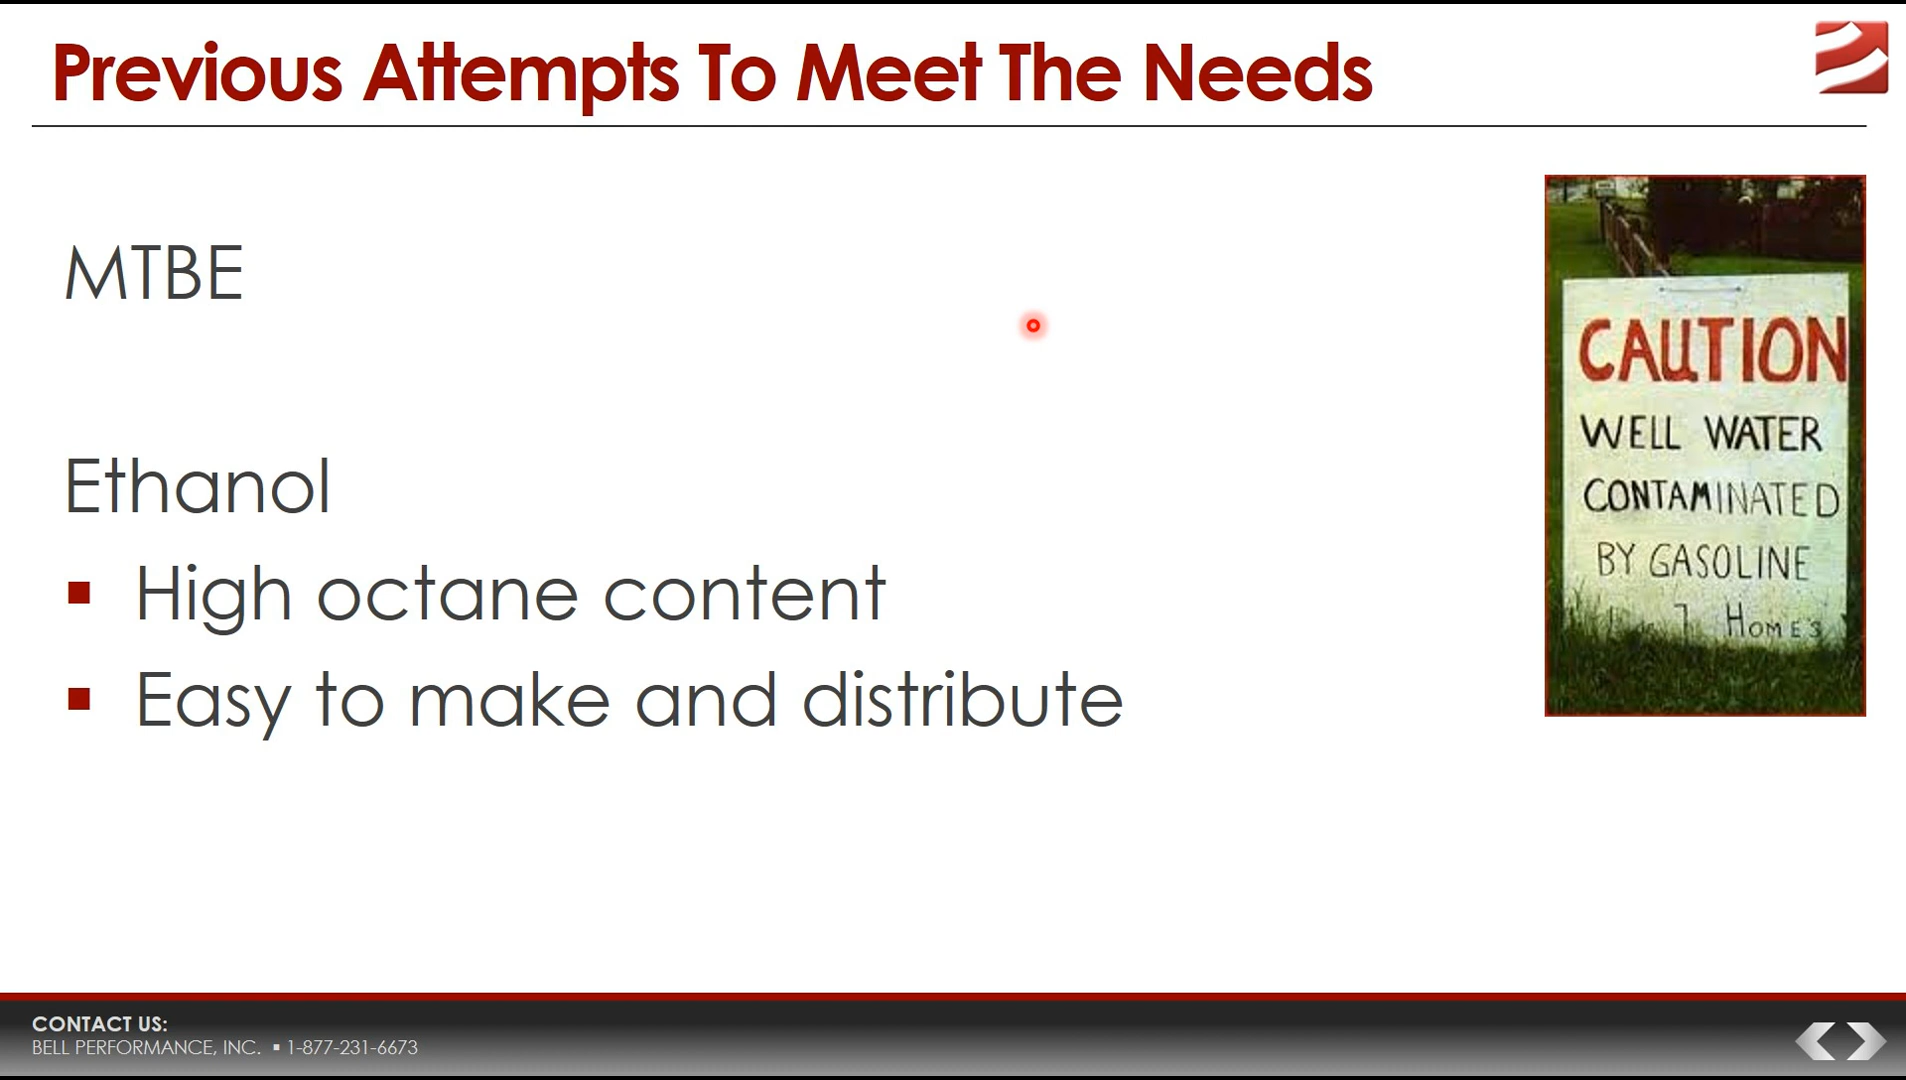 Previous Attempts To Meet The Needs
MTBE
Ethanol
High octane content
Easy to make and distribute
CAUTION
WELL WATER
CONTAMINATED
BY GASOLINE
7 HOMES
CONTACT US:
BELL PERFORMANCE, INC. ▪ 1-877-231-6673